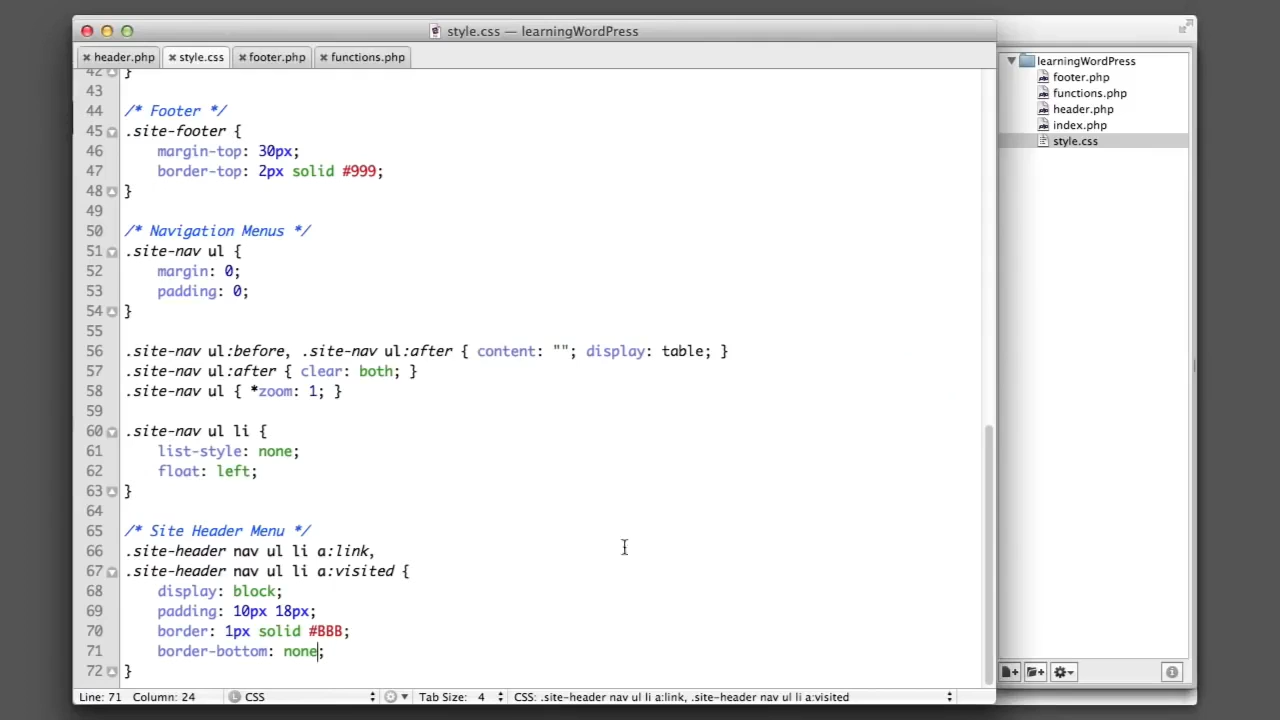 style.css — learningWordPress
header.php
style.css
footer.php
functions.php
42 }
43
44 /* Footer */
45 .site-footer {
46 margin-top: 30px;
47 border-top: 2px solid #999;
48 }
49
50 /* Navigation Menus */
51 .site-nav ul {
52 margin: 0;
53 padding: 0;
54 }
55
56 .site-nav ul:before, .site-nav ul:after { content: ""; display: table; }
57 .site-nav ul:after { clear: both; }
58 .site-nav ul { *zoom: 1; }
59
60 .site-nav ul li {
61 list-style: none;
62 float: left;
63 }
64
65 /* Site Header Menu */
66 .site-header nav ul li a:link,
67 .site-header nav ul li a:visited {
68 display: block;
69 padding: 10px 18px;
70 border: 1px solid #BBB;
71 border-bottom: none;
72 }
Line: 71 Column: 24
L CSS
Tab Size: 4
CSS: .site-header nav ul li a:link, .site-header nav ul li a:visited
learningWordPress
footer.php
functions.php
header.php
index.php
style.css